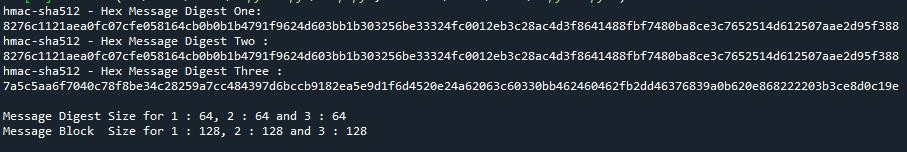 hmac-sha512 - Hex Message Digest One:
8276c1121aea0fc07cfe058164cb0b0b1b4791f9624d603bb1b303256be33324fc0012eb3c28ac4d3f8641488fbf7480ba8ce3c7652514d612507aae2d95f388
hmac-sha512 - Hex Message Digest Two :
8276c1121aea0fc07cfe058164cb0b0b1b4791f9624d603bb1b303256be33324fc0012eb3c28ac4d3f8641488fbf7480ba8ce3c7652514d612507aae2d95f388
hmac-sha512 - Hex Message Digest Three :
7a5c5aa6f7040c78f8be34c28259a7cc484397d6bccb9182ea5e9d1f6d4520e24a62063c60330bb462460462fb2dd46376839a0b620e868222203b3ce8d0c19e
Message Digest Size for 1 : 64, 2 : 64 and 3 : 64
Message Block  Size for 1 : 128, 2 : 128 and 3 : 128